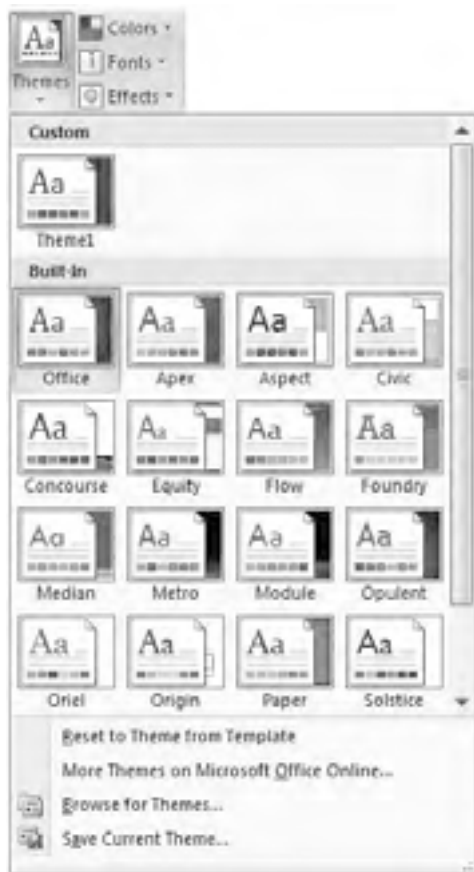 Aa
Themes
Colors
Fonts
Effects
Custom
Aa
Theme1
Built-In
Aa Aa Aa Aa
Office Apex Aspect Civic
Aa Aa Aa Aa
Concourse Equity Flow Foundry
Aa Aa Aa Aa
Median Metro Module Opulent
Aa Aa Aa Aa
Oriel Origin Paper Solstice
Reset to Theme from Template
More Themes on Microsoft Office Online...
Browse for Themes...
Save Current Theme...